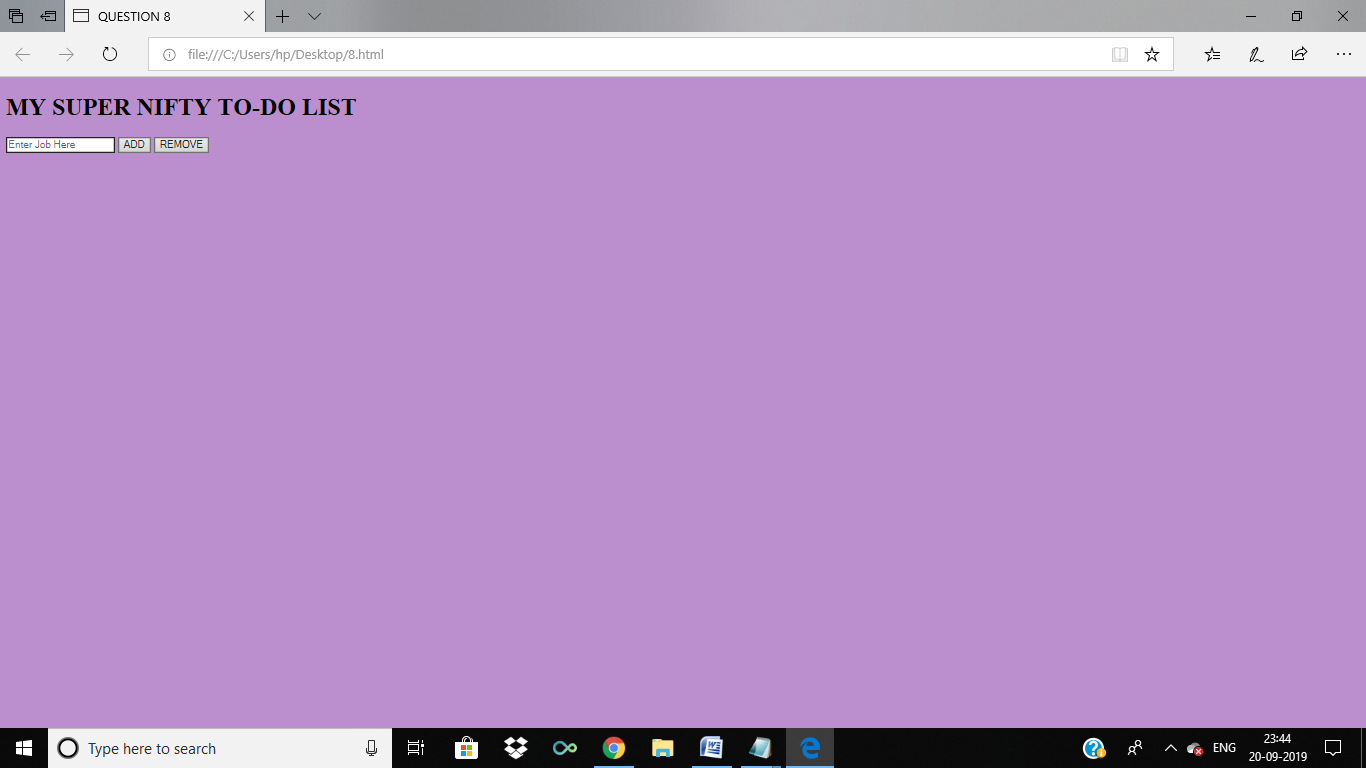 QUESTION 8
file:///C:/Users/hp/Desktop/8.html
MY SUPER NIFTY TO-DO LIST
Enter Job Here ADD REMOVE
Type here to search
ENG
23:44
20-09-2019